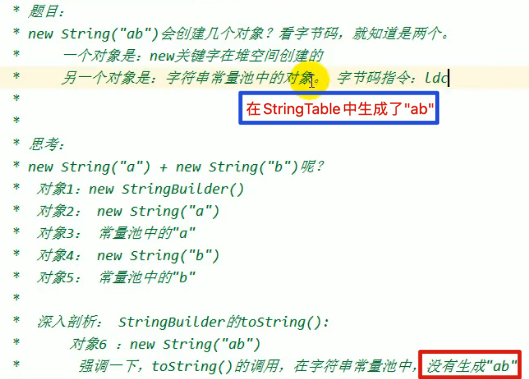 * 题目:
* new String("ab")会创建几个对象?看字节码,就知道是两个。
* 一个对象是:new关键字在堆空间创建的
* 另一个对象是:字符串常量池中的对象。 字节码指令:ldc
* 在StringTable中生成了"ab"
*
* 思考:
* new String("a") + new String("b")呢?
* 对象1:new StringBuilder()
* 对象2: new String("a")
* 对象3: 常量池中的"a"
* 对象4: new String("b")
* 对象5: 常量池中的"b"
*
* 深入剖析: StringBuilder的toString():
* 对象6 :new String("ab")
* 强调一下,toString()的调用,在字符串常量池中,没有生成"ab"